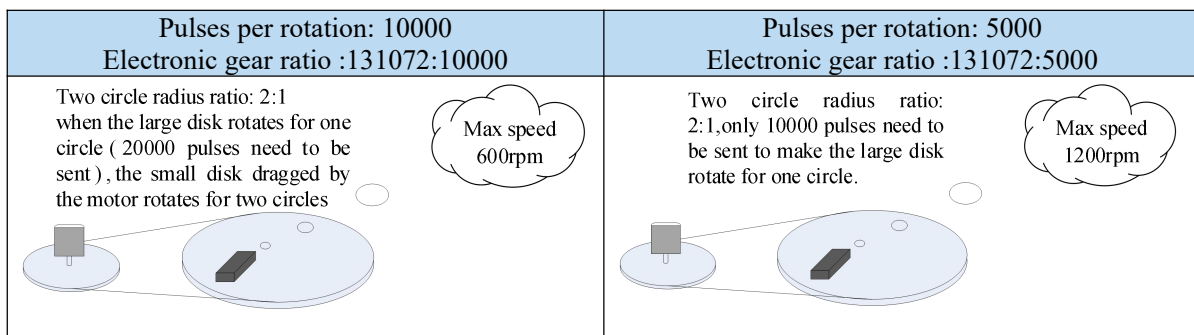 Pulses per rotation: 10000
Electronic gear ratio :131072:10000
Pulses per rotation: 5000
Electronic gear ratio :131072:5000
Two circle radius ratio: 2:1
when the large disk rotates for one
circle ( 20000 pulses need to be
sent ) , the small disk dragged by
the motor rotates for two circles
Max speed
600rpm
Two circle radius ratio:
2:1,only 10000 pulses need to
be sent to make the large disk
rotate for one circle.
Max speed
1200rpm